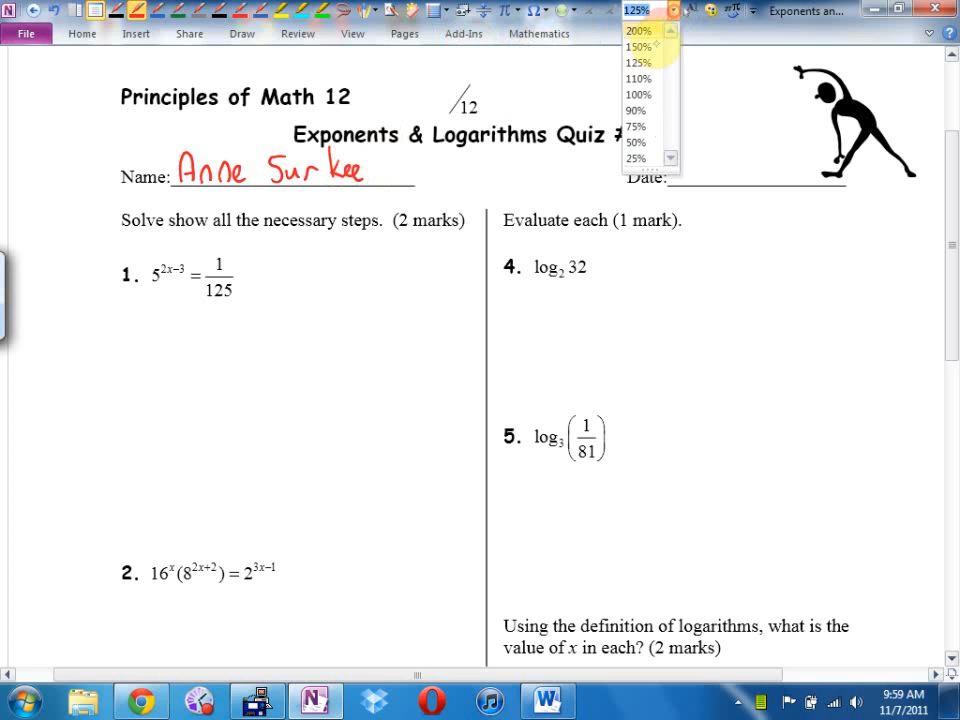 125%
Exponents an...
File Home Insert Share Draw Review View Pages Add-Ins Mathematics
200%
150%
125%
110%
100%
90%
75%
50%
25%
Principles of Math 12
/12
Exponents & Logarithms Quiz
Name: Anne Surkee
Date:
Solve show all the necessary steps. (2 marks)
1. 5^{2x−3} = 1/125
2. 16^x(8^{2x+2}) = 2^{3x−1}
Evaluate each (1 mark).
4. log₂ 32
5. log₃ (1/81)
Using the definition of logarithms, what is the
value of x in each? (2 marks)
9:59 AM
11/7/2011